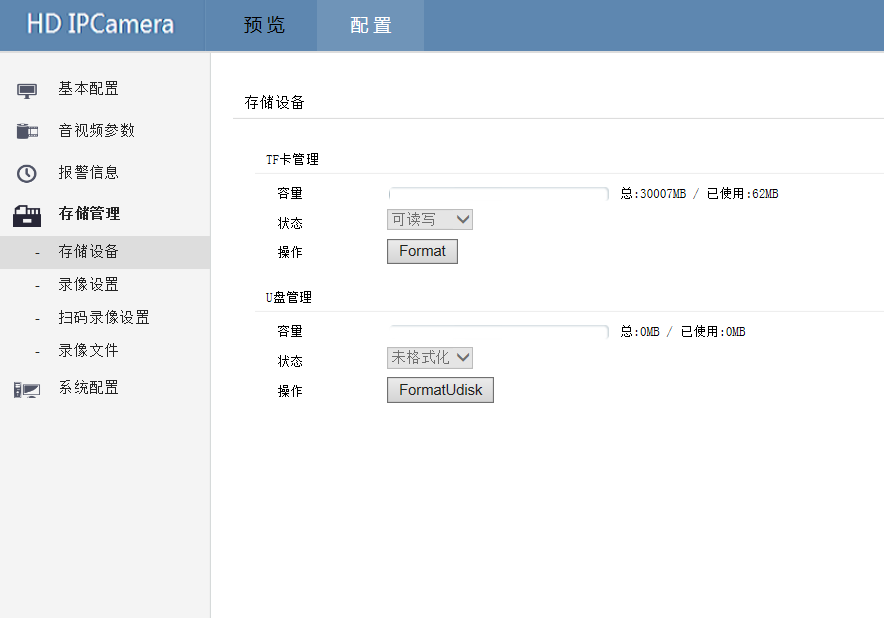 HD IPCamera 预览 配置
基本配置
音视频参数
报警信息
存储管理
- 存储设备
- 录像设置
- 扫码录像设置
- 录像文件
系统配置
存储设备
TF卡管理
容量 总:30007MB / 已使用:62MB
状态 可读写
操作 Format
U盘管理
容量 总:0MB / 已使用:0MB
状态 未格式化
操作 FormatUdisk